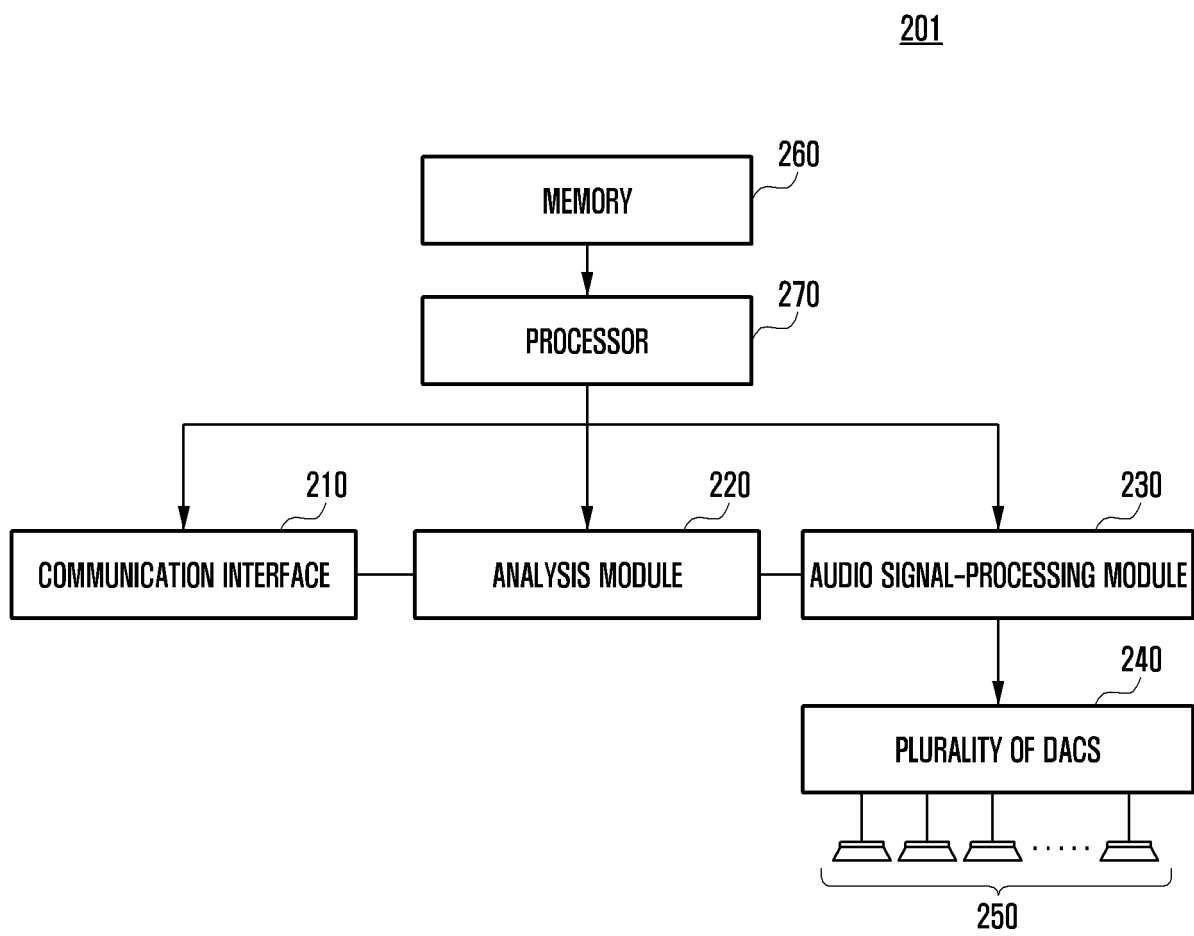 201
260
MEMORY
270
PROCESSOR
210
220
230
COMMUNICATION INTERFACE
ANALYSIS MODULE
AUDIO SIGNAL-PROCESSING MODULE
240
PLURALITY OF DACS
.....
250